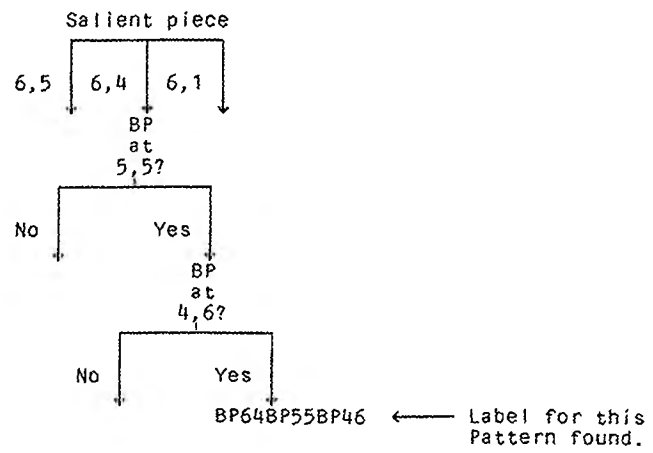 Salient piece
6,5 6,4 6,1
BP
at
5,5?
No Yes
BP
at
4,6?
No Yes
BP64BP55BP46 Label for this
Pattern found.